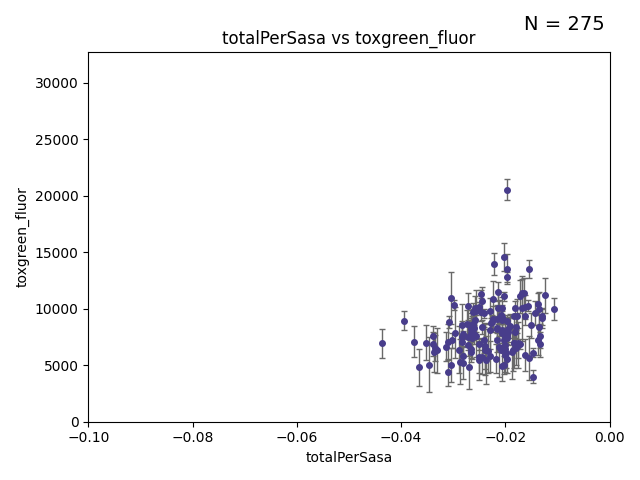 N = 275
totalPerSasa vs toxgreen_fluor
30000
25000
20000
15000
10000
5000
0
toxgreen_fluor
−0.10 −0.08 −0.06 −0.04 −0.02 0.00
totalPerSasa